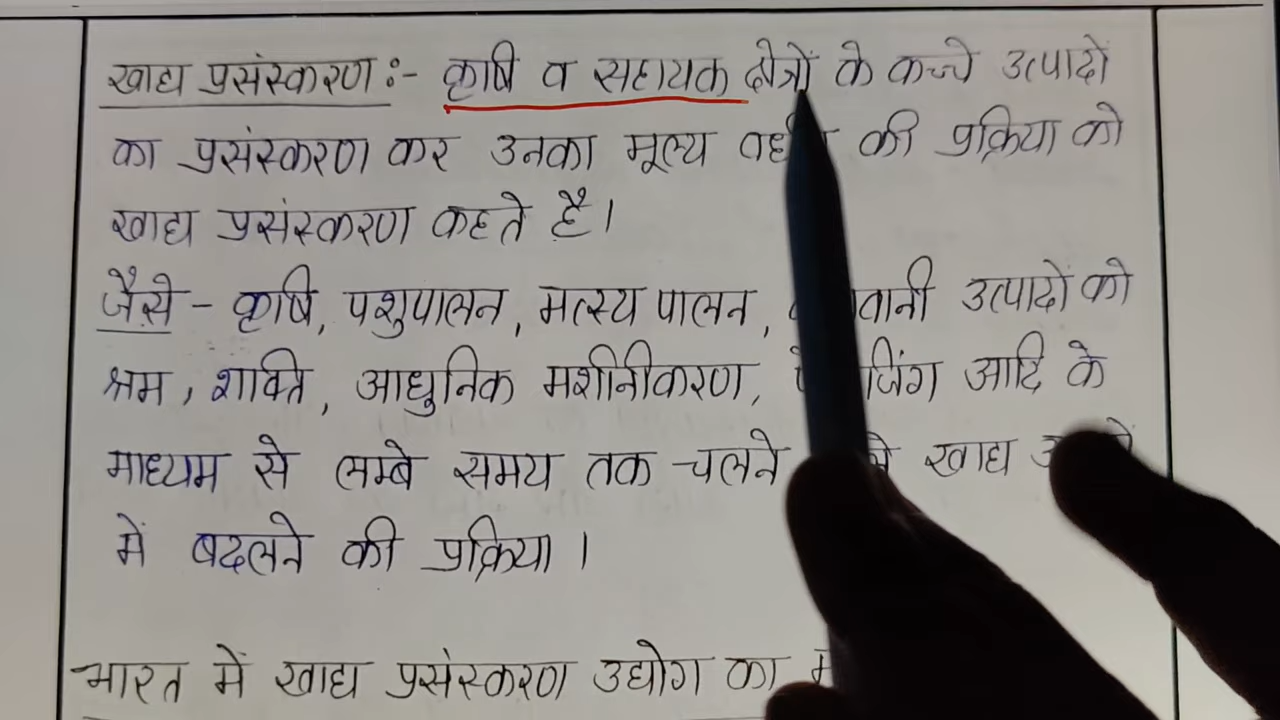 खाद्य प्रसंस्करण :- कृषि व सहायक क्षेत्रों के कच्चे उत्पादों
का प्रसंस्करण कर उनका मूल्य की प्रक्रिया को
खाद्य प्रसंस्करण कहते है।
जैसे - कृषि, पशुपालन, मत्स्य पालन, उत्पादों को
श्रम, शक्ति, आधुनिक मशीनीकरण, आदि के
माध्यम से लम्बे समय तक चलने खाद्य
में बदलने की प्रक्रिया।
भारत में खाद्य प्रसंस्करण उद्योग का